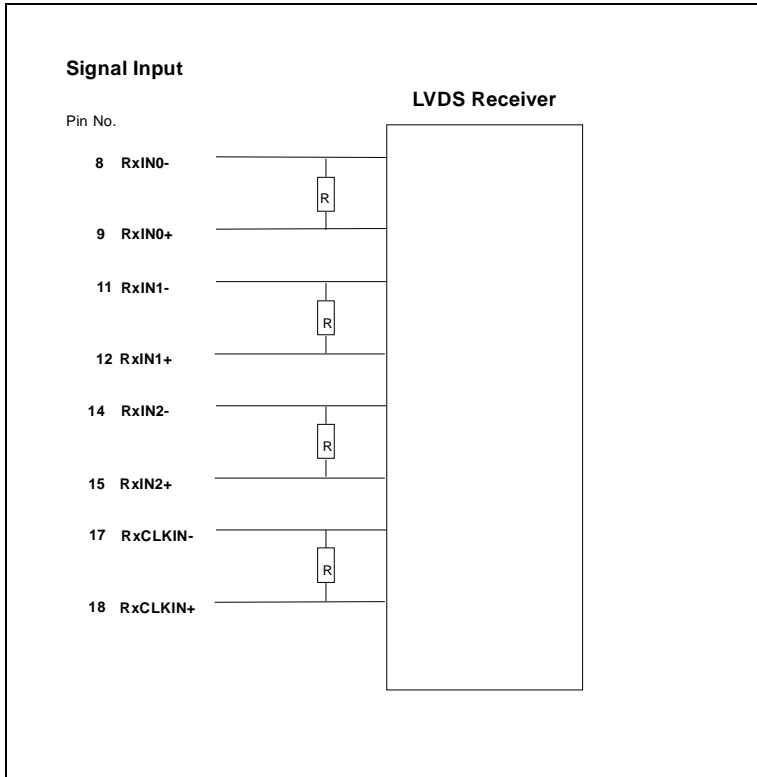 Signal Input
LVDS Receiver
Pin No.
8 RxIN0-
R
9 RxIN0+
11 RxIN1-
R
12 RxIN1+
14 RxIN2-
R
15 RxIN2+
17 RxCLKIN-
R
18 RxCLKIN+